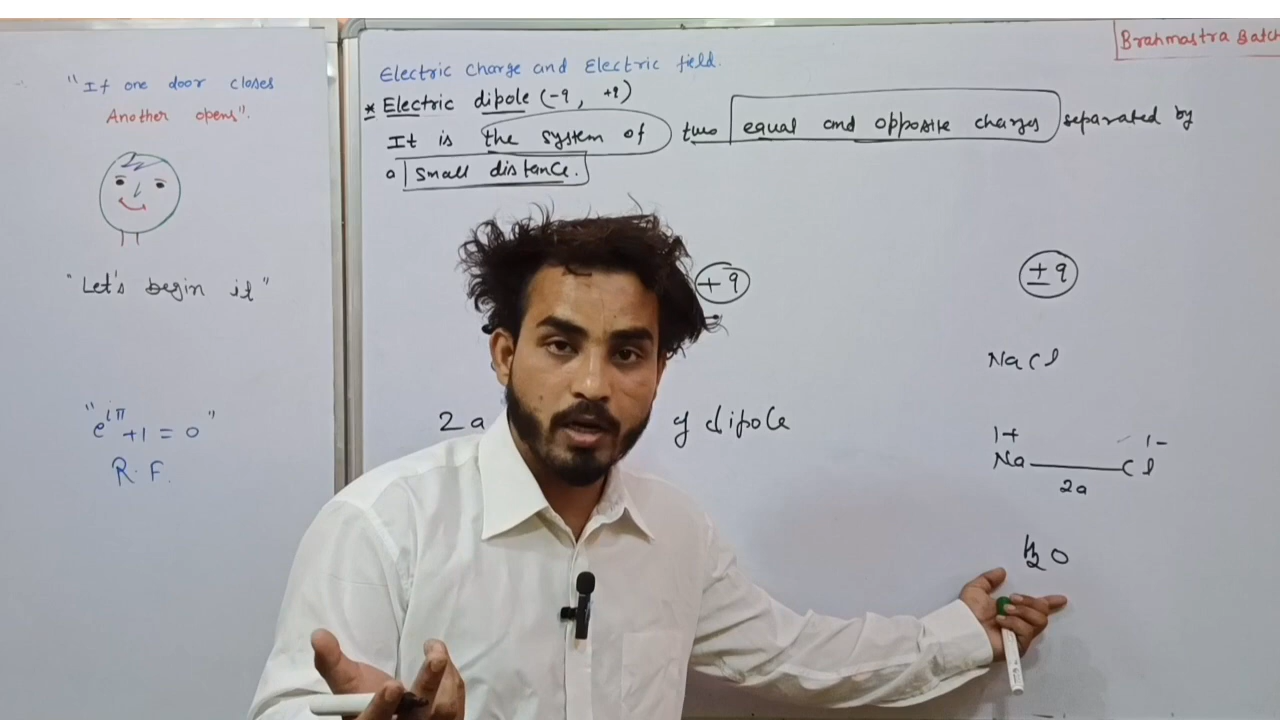 "If one door closes
Another opens".
"Let's begin it"
"e^iπ +1 = 0"
R. F.
Brahmastra Batch
Electric charge and Electric field.
* Electric dipole (-q, +q)
It is the system of two equal and opposite charges separated by
a small distance.
+q
2a
of dipole
±q
NaCl
1+ 1-
Na Cl
2a
H2O